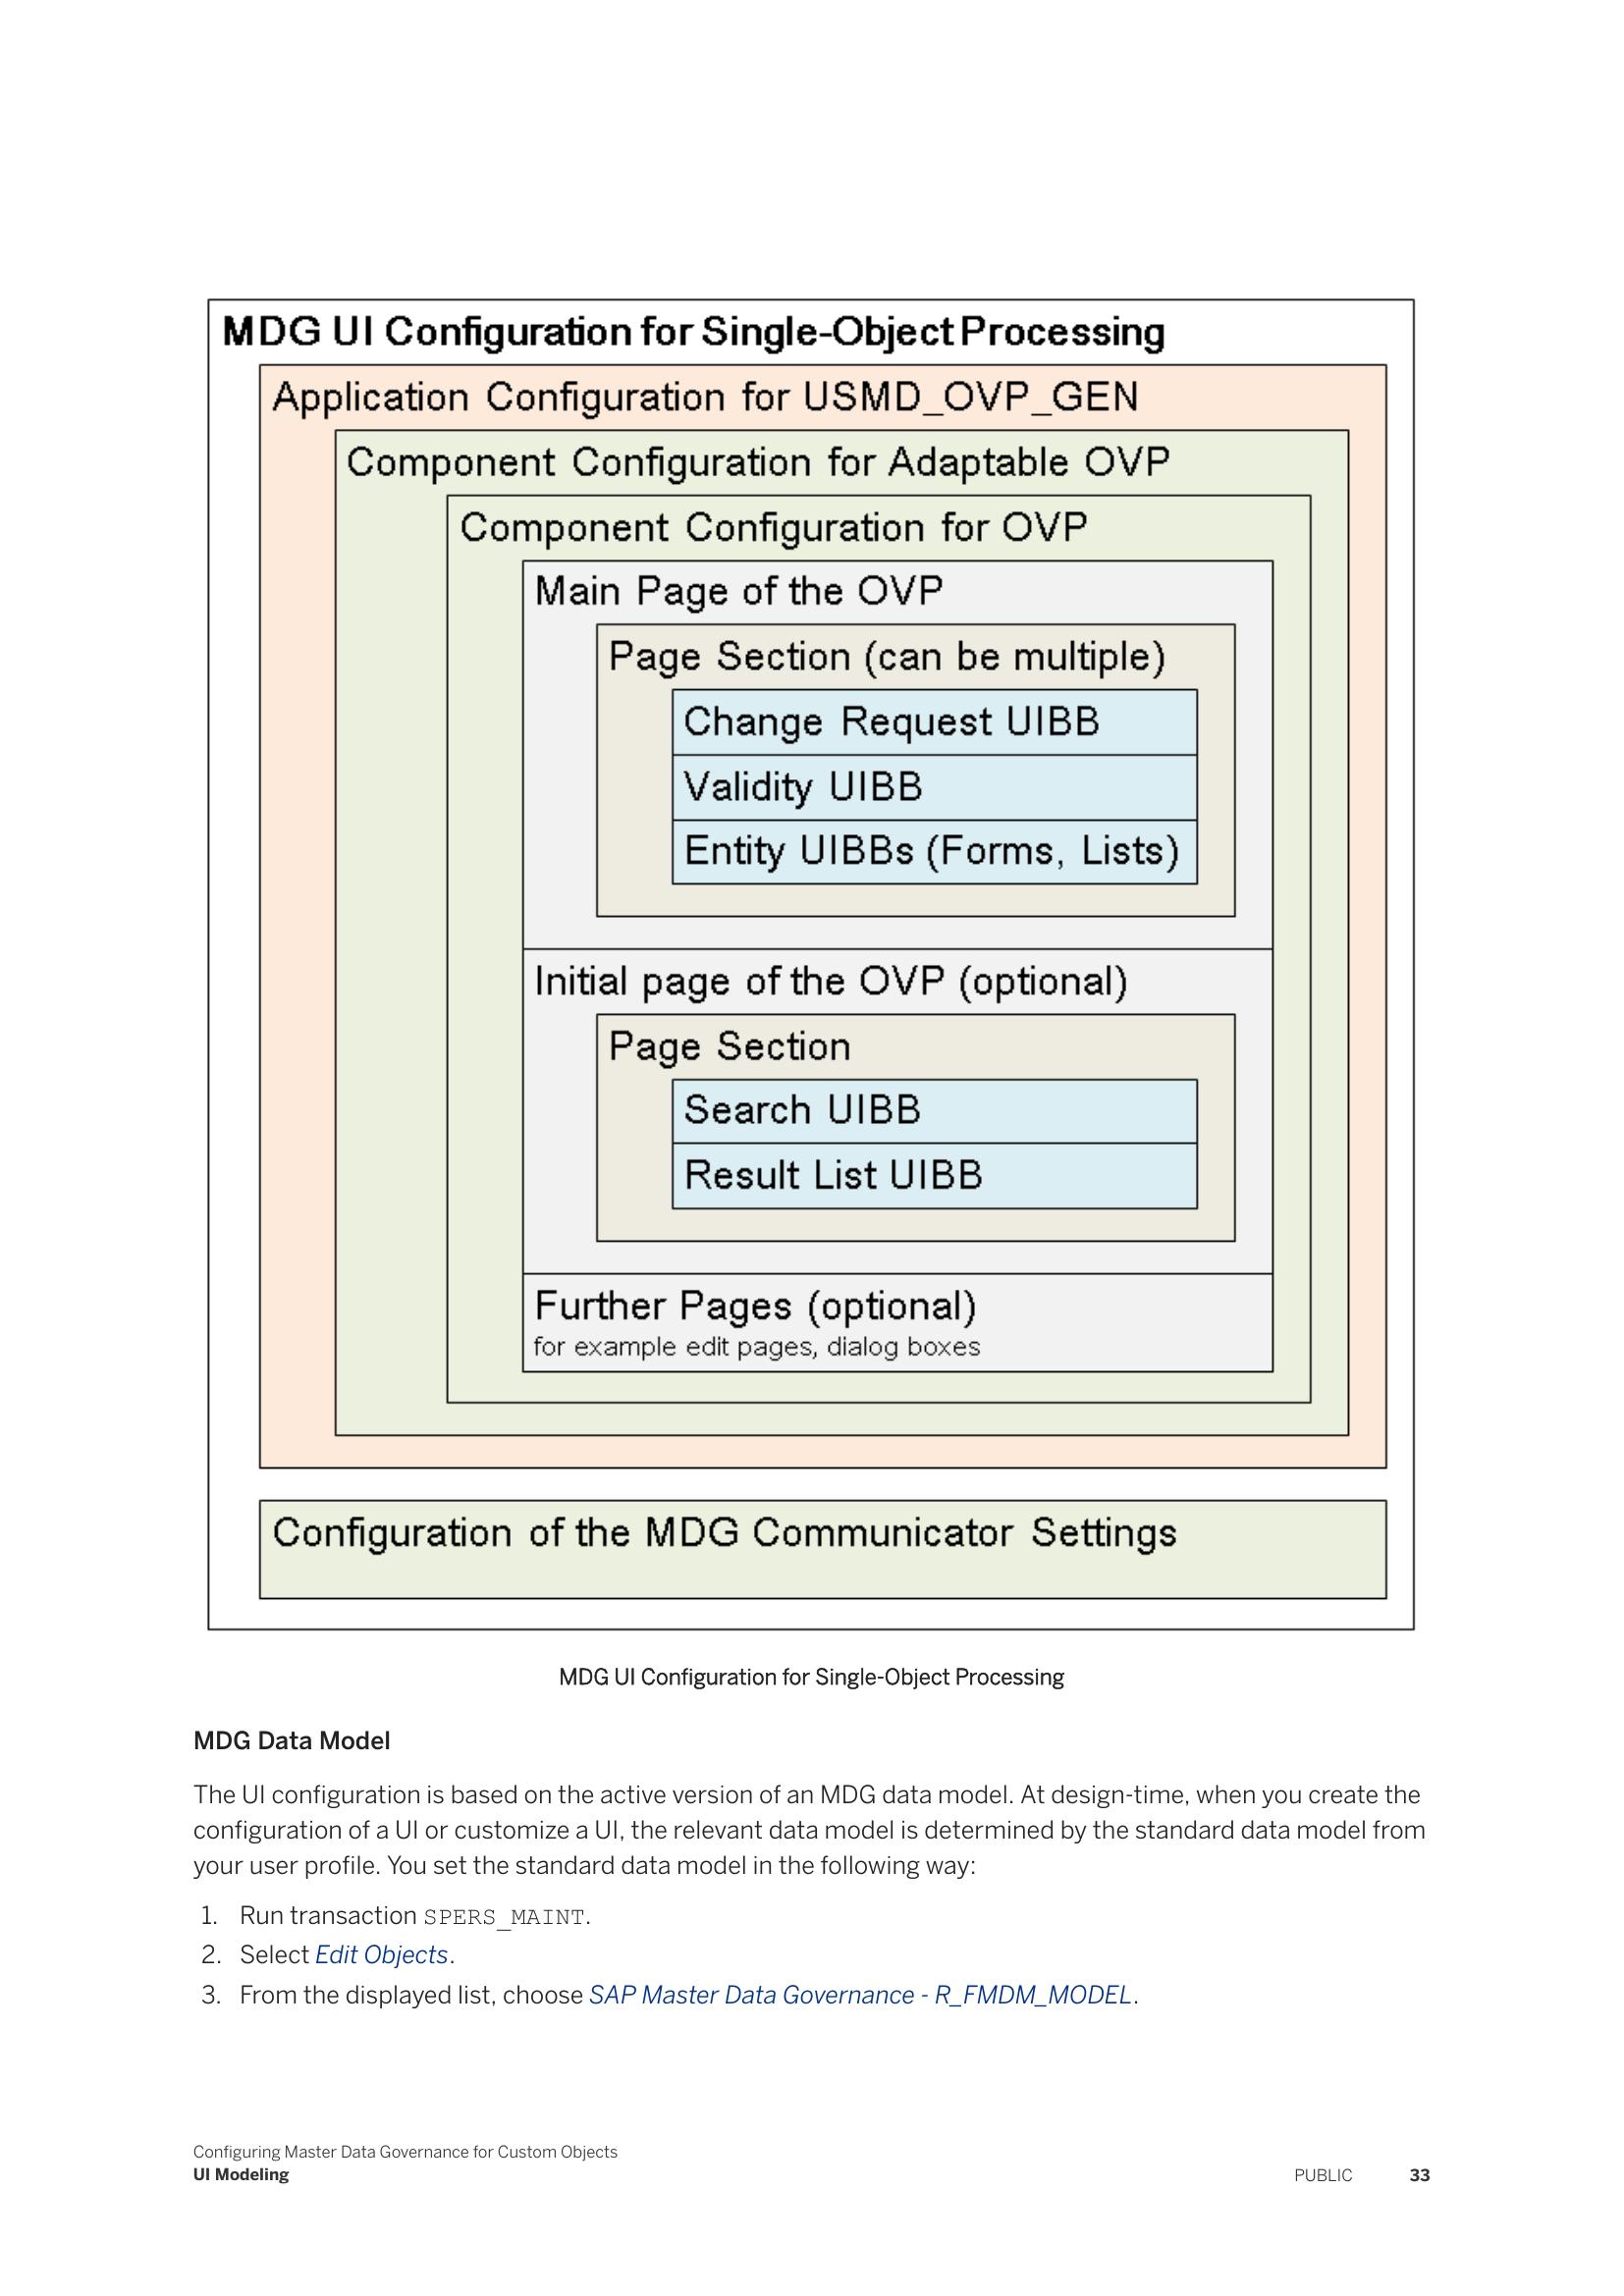 MDG UI Configuration for Single-Object Processing
Application Configuration for USMD_OVP_GEN
Component Configuration for Adaptable OVP
Component Configuration for OVP
Main Page of the OVP
Page Section (can be multiple)
Change Request UIBB
Validity UIBB
Entity UIBBs (Forms, Lists)
Initial page of the OVP (optional)
Page Section
Search UIBB
Result List UIBB
Further Pages (optional)
for example edit pages, dialog boxes
Configuration of the MDG Communicator Settings
MDG UI Configuration for Single-Object Processing
MDG Data Model
The UI configuration is based on the active version of an MDG data model. At design-time, when you create the
configuration of a UI or customize a UI, the relevant data model is determined by the standard data model from
your user profile. You set the standard data model in the following way:
1. Run transaction SPERS_MAINT.
2. Select Edit Objects.
3. From the displayed list, choose SAP Master Data Governance - R_FMDM_MODEL.
Configuring Master Data Governance for Custom Objects
UI Modeling
PUBLIC 33